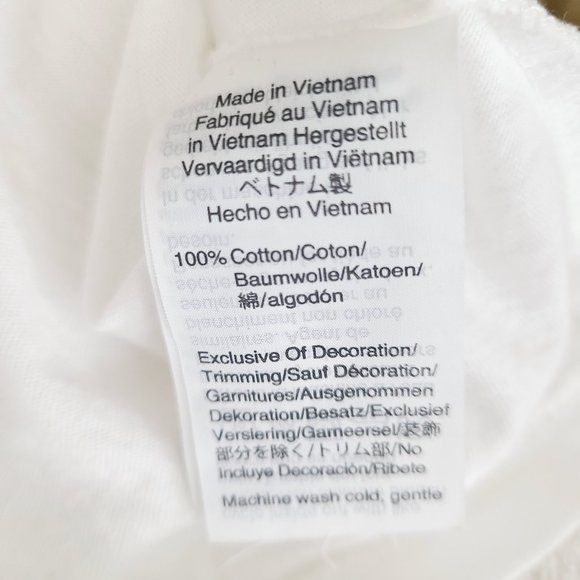 Made in Vietnam
Fabriqué au Vietnam
in Vietnam Hergestellt
Vervaardigd in Viëtnam
ベトナム製
Hecho en Vietnam
100% Cotton/Coton/
Baumwolle/Katoen/
綿/algodón
Exclusive Of Decoration/
Trimming/Sauf Décoration/
Garnitures/Ausgenommen
Dekoration/Besatz/Exclusief
Versiering/Garneersel/装飾
部分を除く/トリム部/No
Incluye Decoración/Ribete
Machine wash cold, gentle